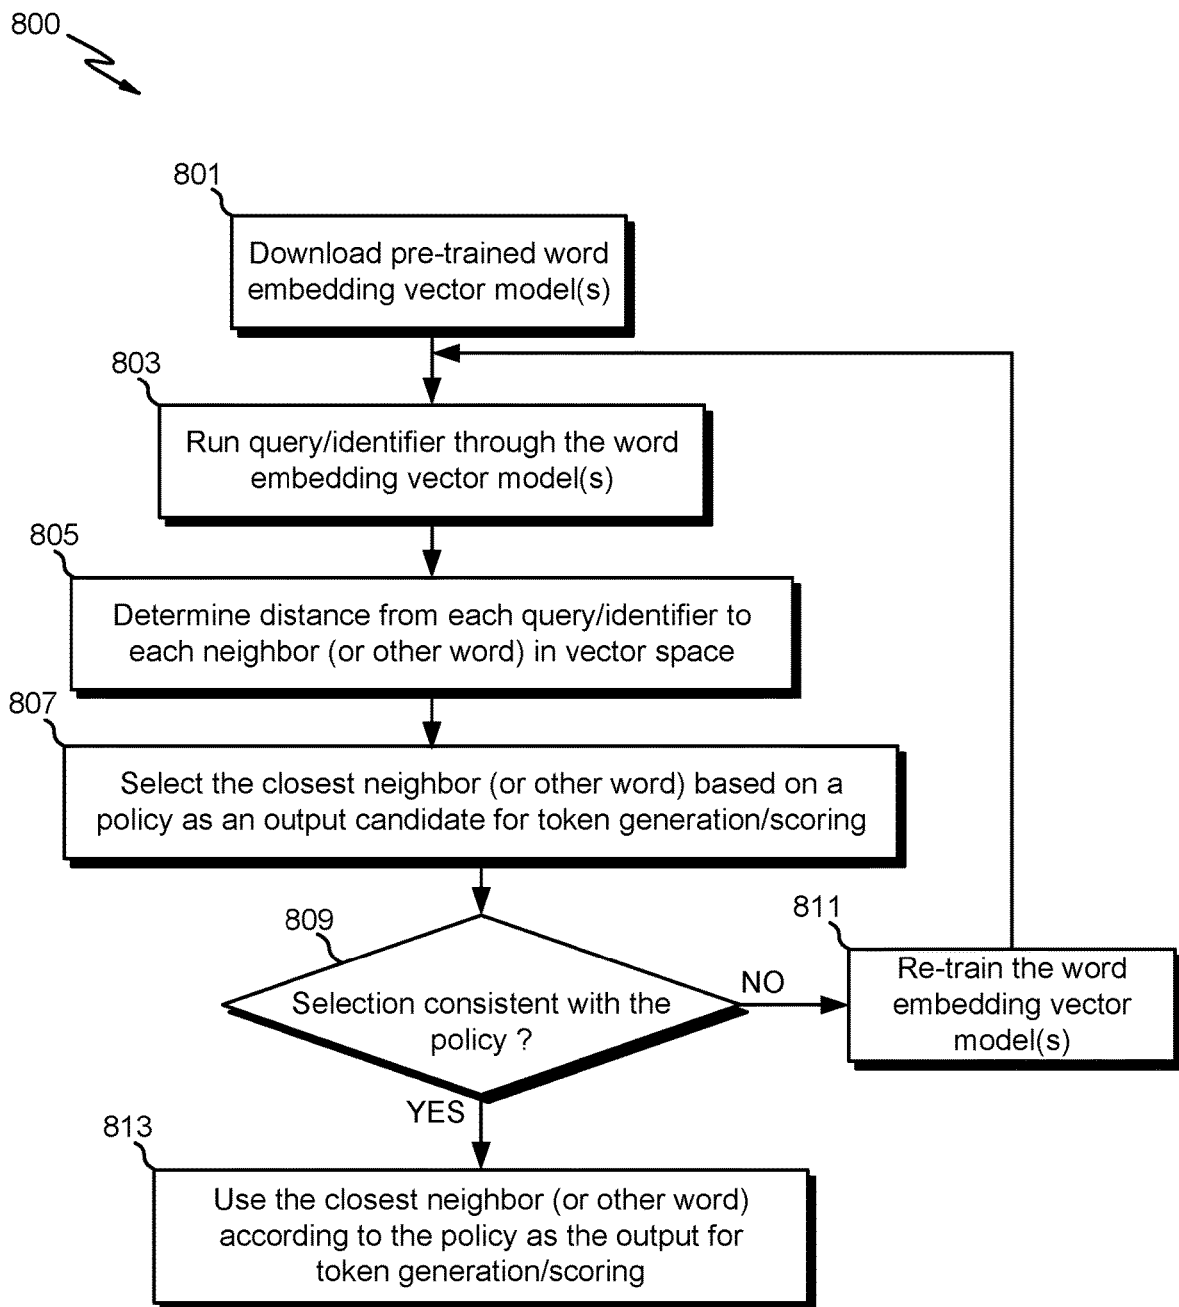 800
801
Download pre-trained word
embedding vector model(s)
803
Run query/identifier through the word
embedding vector model(s)
805
Determine distance from each query/identifier to
each neighbor (or other word) in vector space
807
Select the closest neighbor (or other word) based on a
policy as an output candidate for token generation/scoring
809
Selection consistent with the
policy ?
NO
811
Re-train the word
embedding vector
model(s)
YES
813
Use the closest neighbor (or other word)
according to the policy as the output for
token generation/scoring